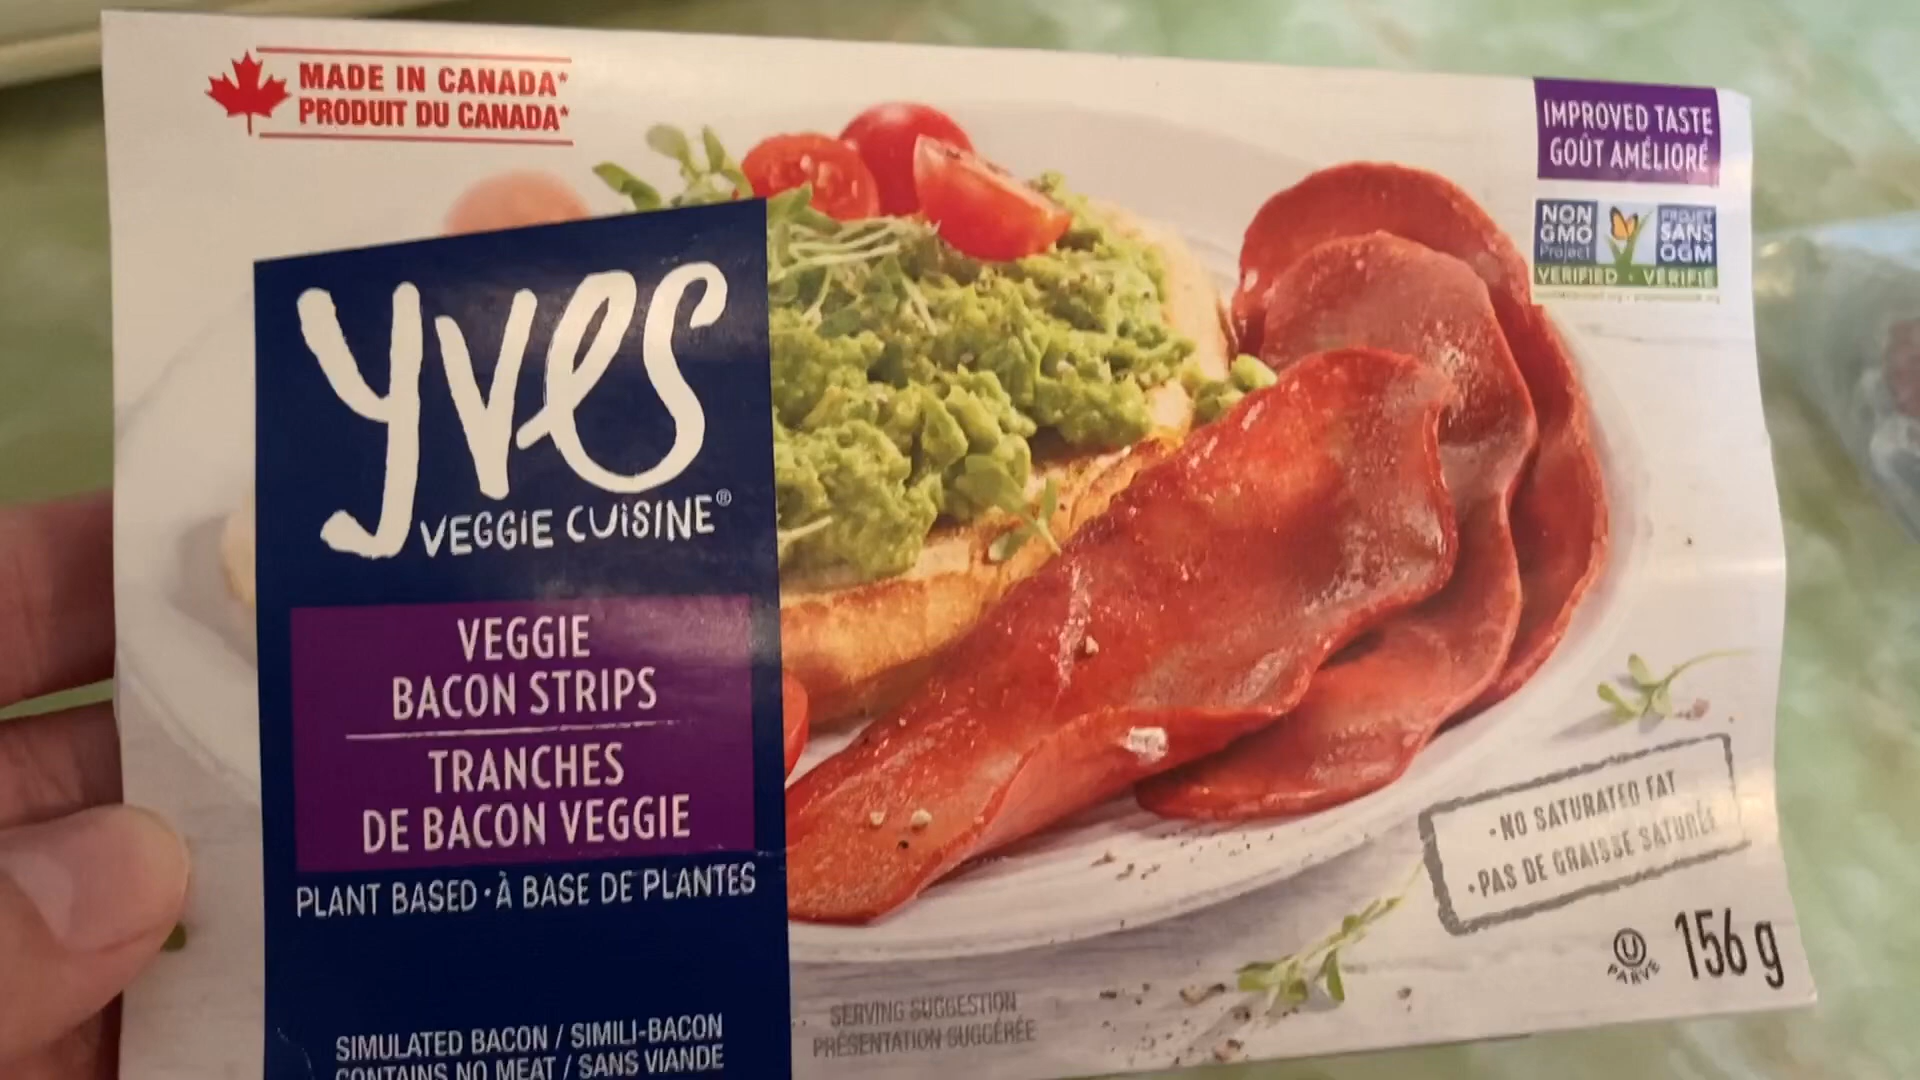 MADE IN CANADA*
PRODUIT DU CANADA*
IMPROVED TASTE
GOÛT AMÉLIORÉ
NON
GMO
Project
PROJET
SANS
OGM
VERIFIED • VÉRIFIÉ
yves
VEGGIE CUISINE®
VEGGIE
BACON STRIPS
TRANCHES
DE BACON VEGGIE
PLANT BASED • À BASE DE PLANTES
• NO SATURATED FAT
• PAS DE GRAISSE SATURÉE
U
PARVE
156 g
SERVING SUGGESTION
PRÉSENTATION SUGGÉRÉE
SIMULATED BACON / SIMILI-BACON
CONTAINS NO MEAT / SANS VIANDE